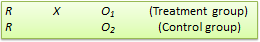 R X O1 (Treatment group)
R O2 (Control group)